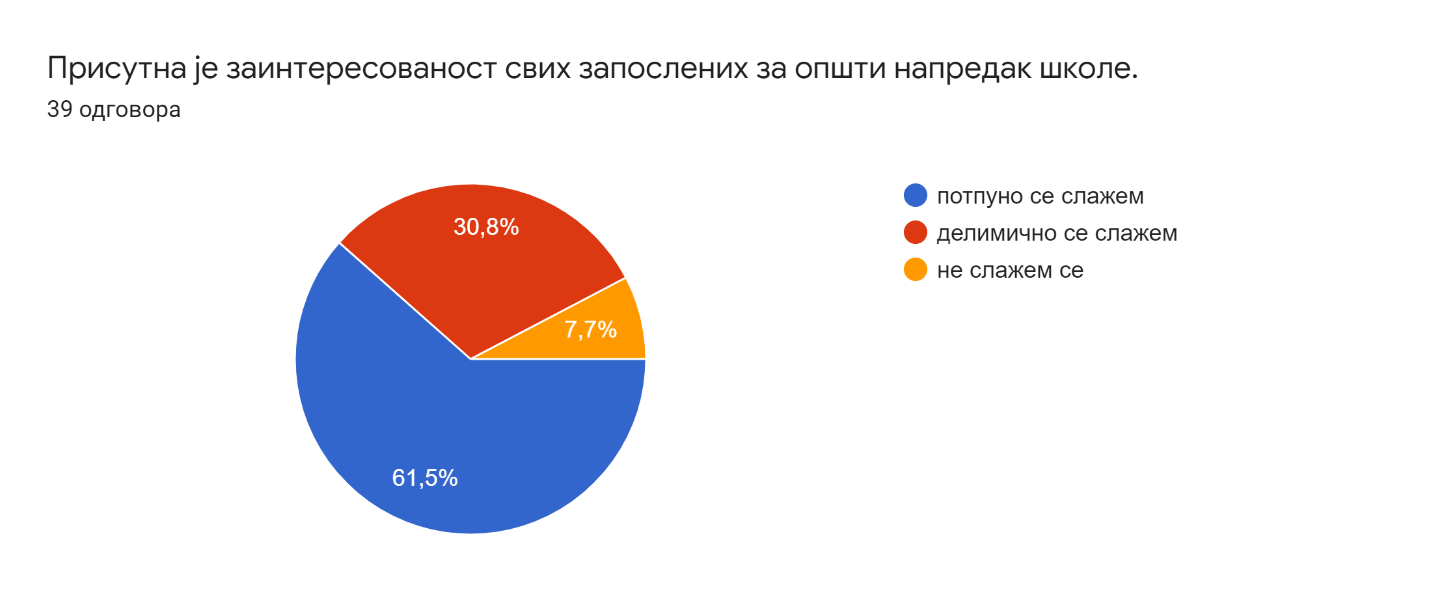 Присутна је заинтересованост свих запослених за општи напредак школе.
39 одговора
30,8%
7,7%
61,5%
потпуно се слажем
делимично се слажем
не слажем се